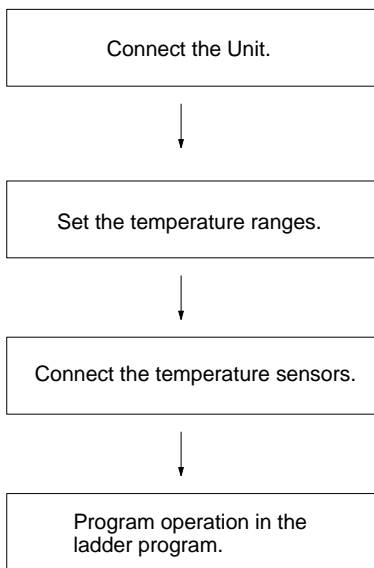 Connect the Unit.
Set the temperature ranges.
Connect the temperature sensors.
Program operation in the
ladder program.